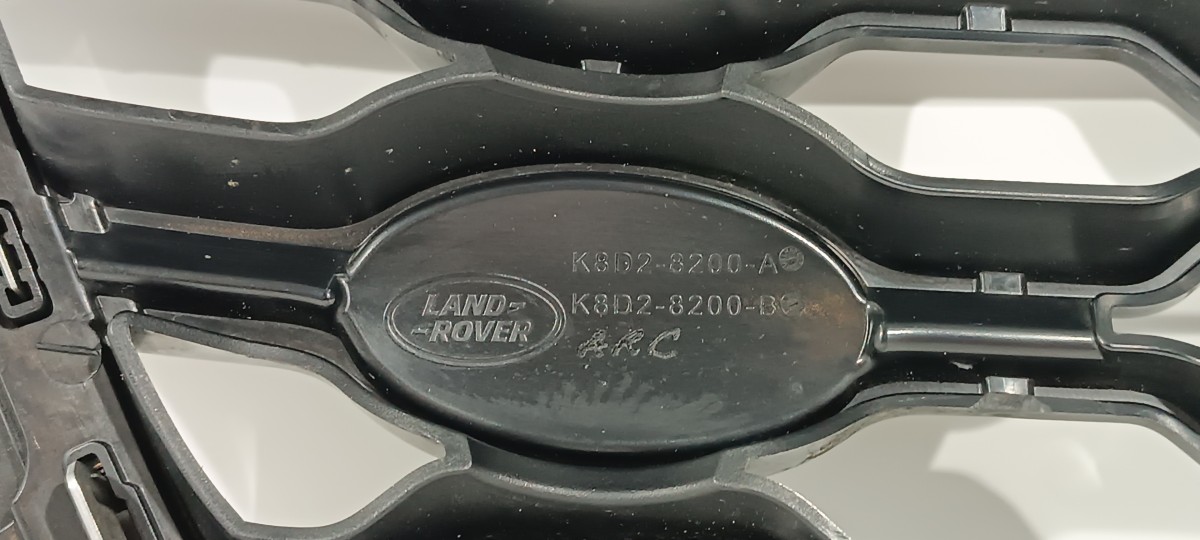 LAND-
-ROVER
K8D2-8200-A
K8D2-8200-B
ARC